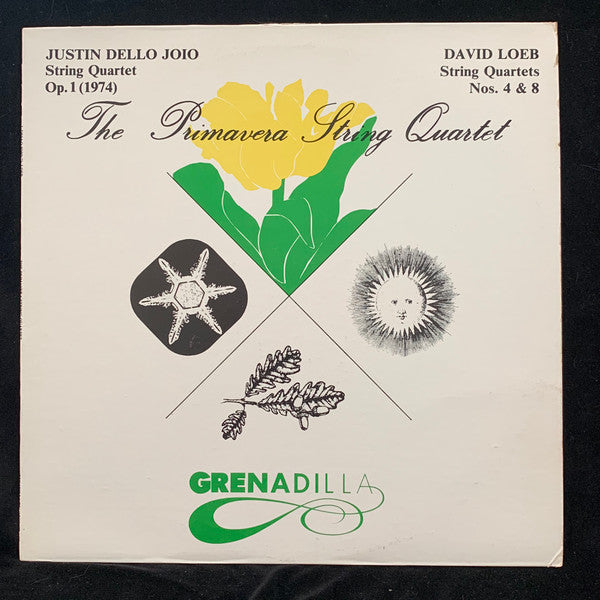 JUSTIN DELLO JOIO
String Quartet
Op. 1 (1974)
DAVID LOEB
String Quartets
Nos. 4 & 8
The Primavera String Quartet
GRENADILLA